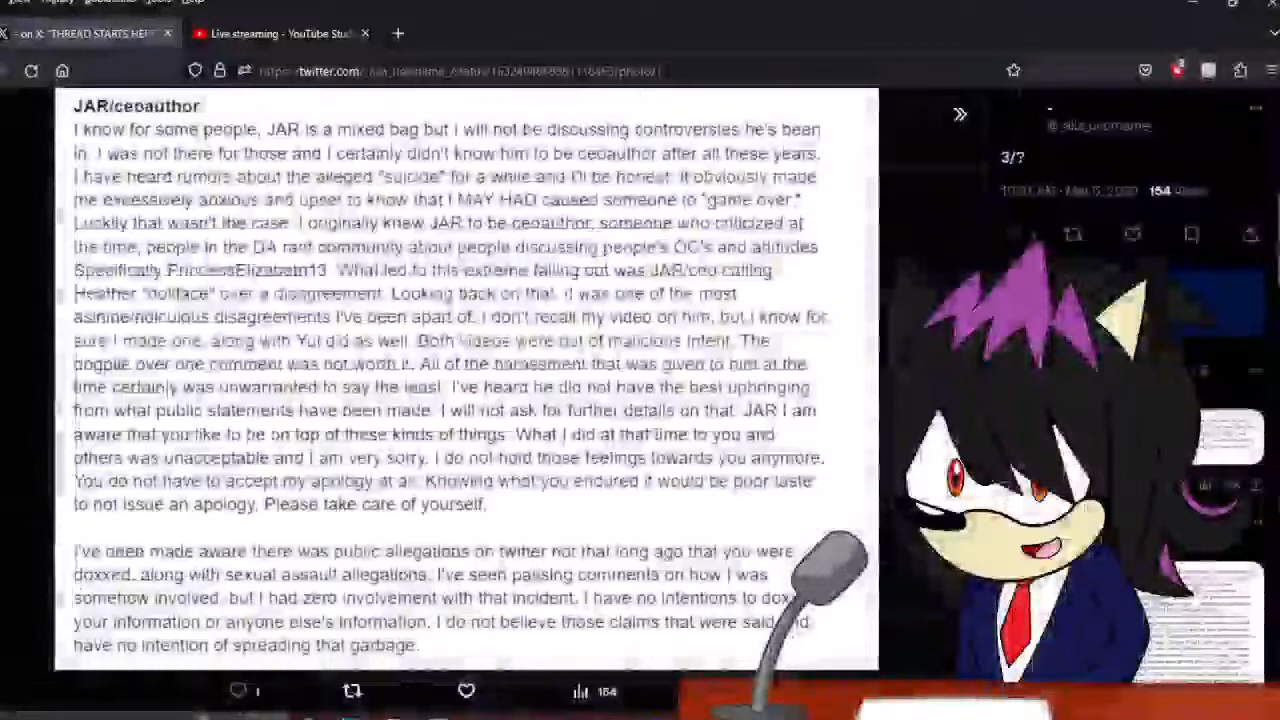 on X: "THREAD STARTS HE
Live streaming - YouTube Stud
twitter.com
JAR/ceoauthor
I know for some people, JAR is a mixed bag but I will not be discussing controversies he's been
in. I was not there for those and I certainly didn't know him to be ceoauthor after all these years.
I have heard rumors about the alleged "suicide" for a while and I'll be honest. It obviously made
me excessively anxious and upset to know that I MAY HAD caused someone to "game over."
Luckily that wasn't the case. I originally knew JAR to be ceoauthor, someone who criticized at
the time, people in the DA rant community about people discussing people's OC's and attitudes
Specifically PrincessElizabeth13. What led to this extreme falling out was JAR/ceo calling
Heather "dollface" over a disagreement. Looking back on that, it was one of the most
asinine/ridiculous disagreements I've been apart of. I don't recall my video on him, but I know for
sure I made one, along with Yui did as well. Both videos were out of malicious intent. The
dogpile over one comment was not worth it. All of the harassment that was given to him at the
time certainly was unwarranted to say the least. I've heard he did not have the best upbringing
from what public statements have been made. I will not ask for further details on that. JAR I am
aware that you like to be on top of these kinds of things. What I did at that time to you and
others was unacceptable and I am very sorry. I do not hold those feelings towards you anymore.
You do not have to accept my apology at all. Knowing what you endured it would be poor taste
to not issue an apology. Please take care of yourself.
I've been made aware there was public allegations on twitter not that long ago that you were
doxxed, along with sexual assault allegations. I've seen passing comments on how I was
somehow involved, but I had zero involvement with that incident. I have no intentions to dox
your information or anyone else's information. I do not believe those claims that were said and
have no intention of spreading that garbage.
3/?
164
1
164